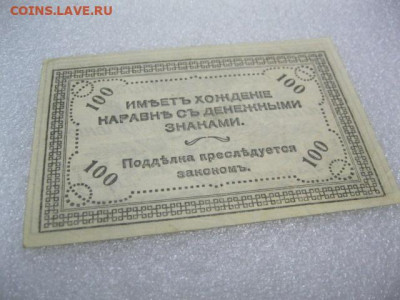 COINS.LAVE.RU
100
100
ИМѢЕТЪ ХОЖДЕНІЕ
НАРАВНѢ СЪ ДЕНЕЖНЫМИ
ЗНАКАМИ.
Поддѣлка преслѣдуется
закономъ.
100
100